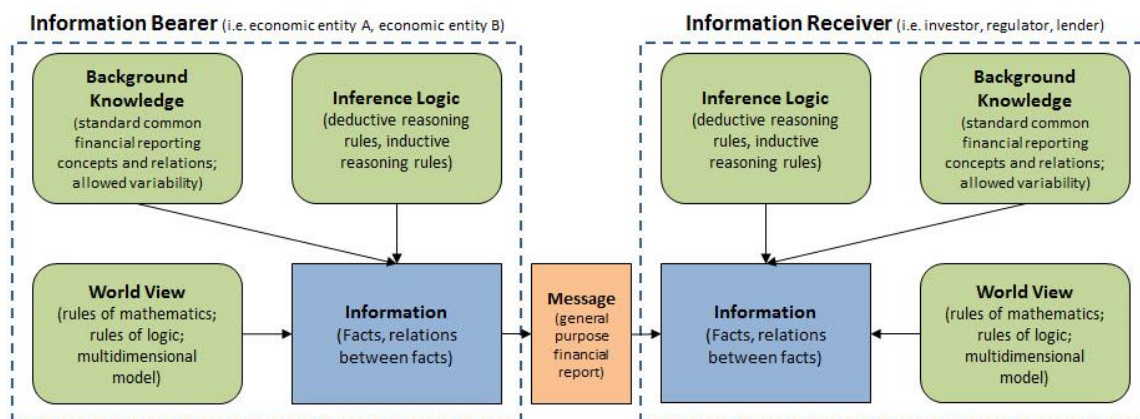 Information Bearer (i.e. economic entity A, economic entity B)
Background
Knowledge
(standard common
financial reporting
concepts and relations;
allowed variability)
Inference Logic
(deductive reasoning
rules, inductive
reasoning rules)
World View
(rules of mathematics;
rules of logic;
multidimensional
model)
Information
(Facts, relations
between facts)
Message
(general
purpose
financial
report)
Information Receiver (i.e. investor, regulator, lender)
Inference Logic
(deductive reasoning
rules, inductive
reasoning rules)
Background
Knowledge
(standard common
financial reporting
concepts and relations;
allowed variability)
Information
(Facts, relations
between facts)
World View
(rules of mathematics;
rules of logic;
multidimensional
model)